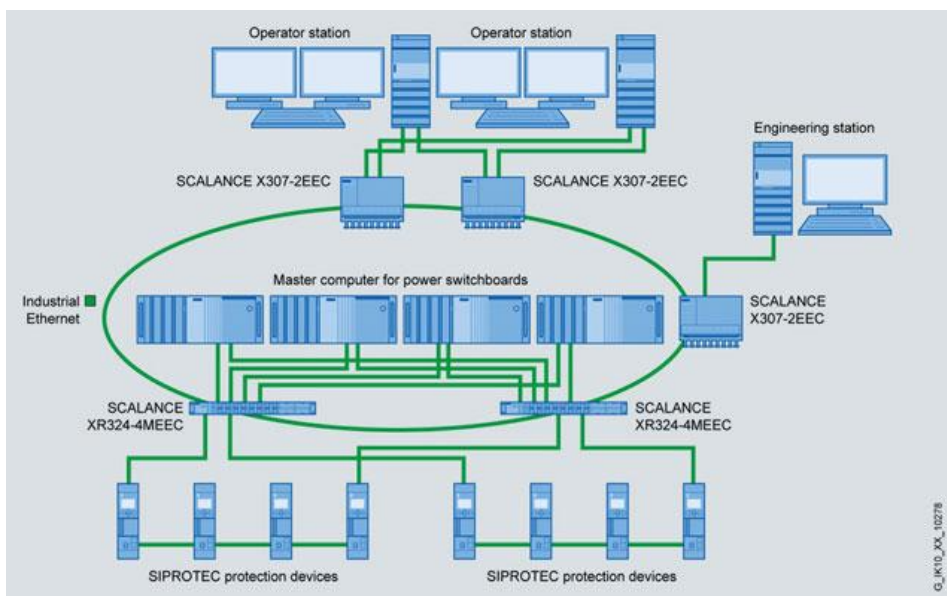 Operator station
Operator station
Engineering station
SCALANCE X307-2EEC
SCALANCE X307-2EEC
Master computer for power switchboards
Industrial
Ethernet
SCALANCE
X307-2EEC
SCALANCE
XR324-4MEEC
SCALANCE
XR324-4MEEC
SIPROTEC protection devices
SIPROTEC protection devices
G_IK10_XX_10278